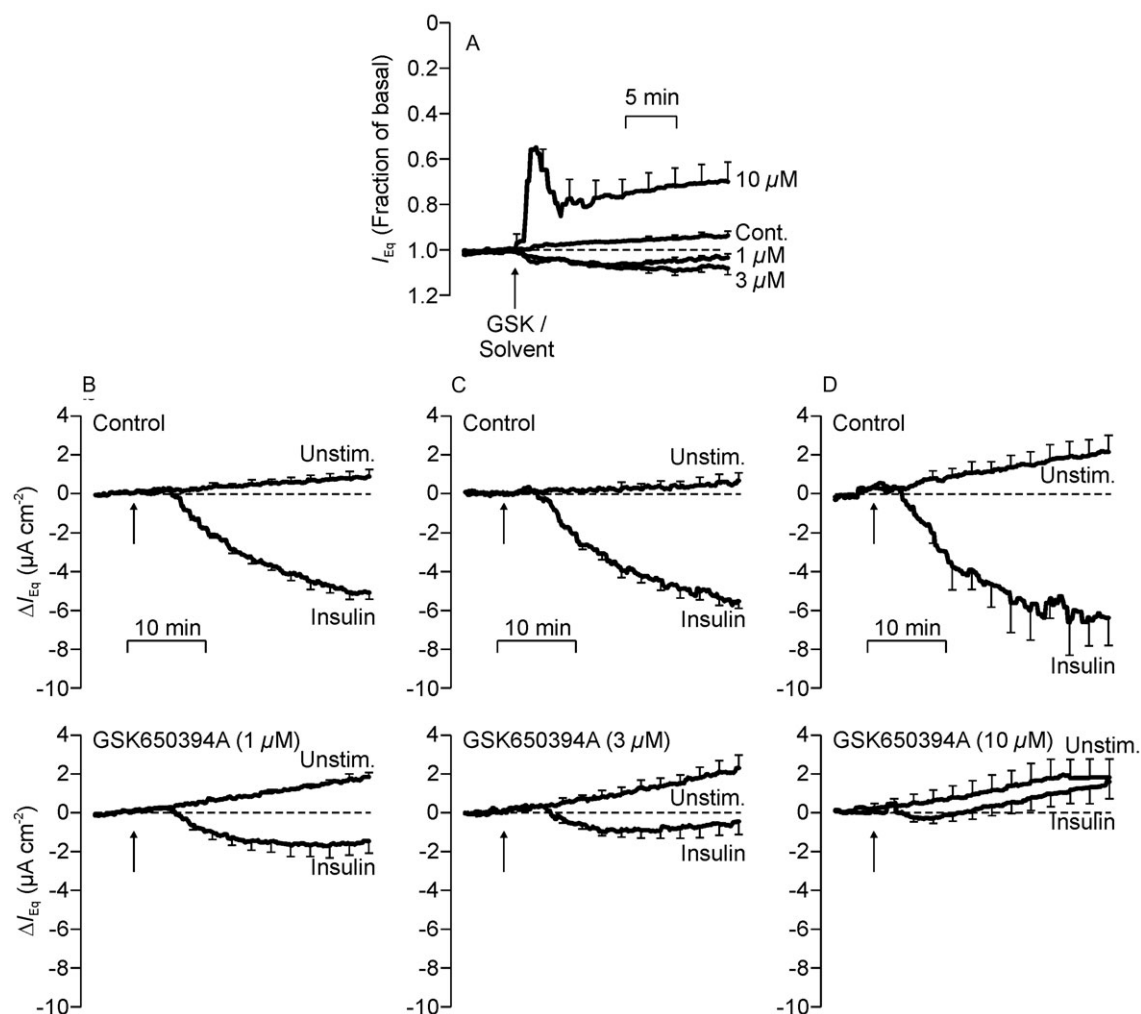 A
0
0.2
0.4
0.6
0.8
1.0
1.2
I_Eq (Fraction of basal)
5 min
10 µM
Cont.
1 µM
3 µM
GSK /
Solvent
B
Control
4
2
0
-2
-4
-6
-8
-10
ΔI_Eq (µA cm⁻²)
Unstim.
Insulin
10 min
C
Control
4
2
0
-2
-4
-6
-8
-10
Unstim.
Insulin
10 min
D
Control
4
2
0
-2
-4
-6
-8
-10
Unstim.
Insulin
10 min
GSK650394A (1 µM)
4
2
0
-2
-4
-6
-8
-10
ΔI_Eq (µA cm⁻²)
Unstim.
Insulin
GSK650394A (3 µM)
4
2
0
-2
-4
-6
-8
-10
Unstim.
Insulin
GSK650394A (10 µM)
4
2
0
-2
-4
-6
-8
-10
Unstim.
Insulin